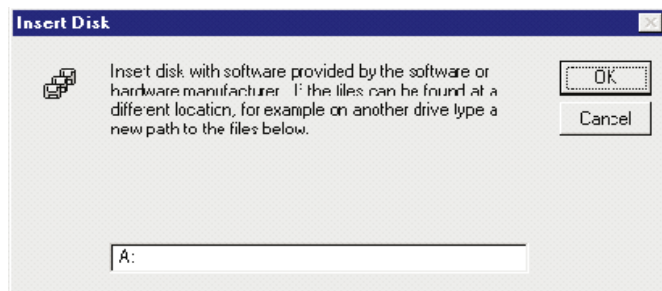 Insert Disk
Insert disk with software provided by the software or
hardware manufacturer. If the files can be found at a
different location, for example on another drive type a
new path to the files below.
OK
Cancel
A: